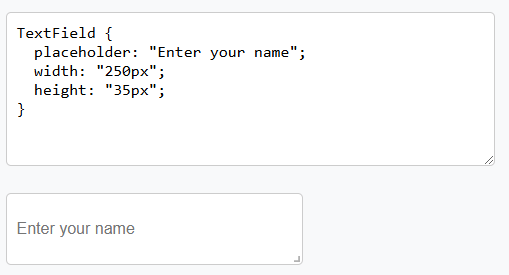 TextField {
  placeholder: "Enter your name";
  width: "250px";
  height: "35px";
}
Enter your name